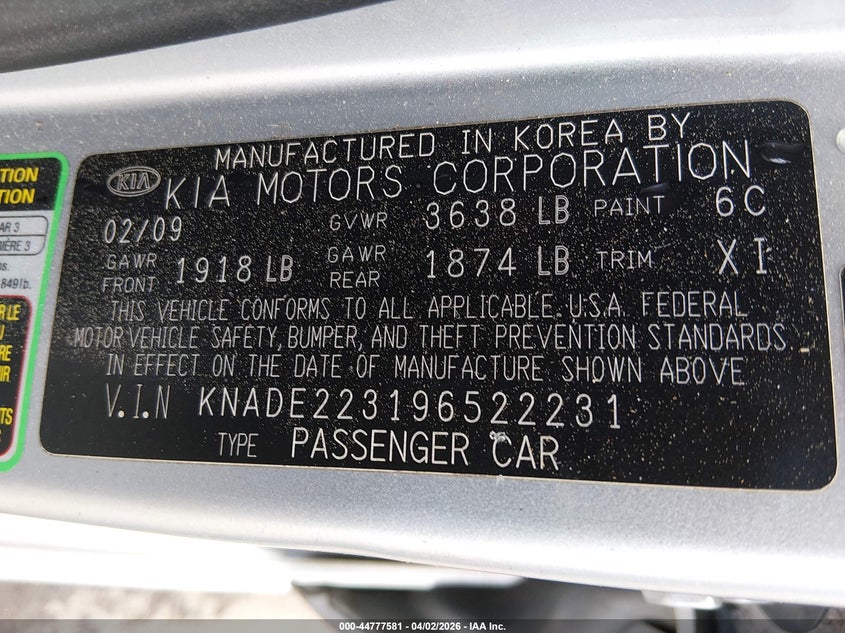 MANUFACTURED IN KOREA BY
KIA KIA MOTORS CORPORATION
02/09 GVWR 3638 LB PAINT 6C
GAWR FRONT 1918 LB GAWR REAR 1874 LB TRIM XI
THIS VEHICLE CONFORMS TO ALL APPLICABLE U.S.A. FEDERAL
MOTOR VEHICLE SAFETY, BUMPER, AND THEFT PREVENTION STANDARDS
IN EFFECT ON THE DATE OF MANUFACTURE SHOWN ABOVE
V.I.N KNADE223196522231
TYPE PASSENGER CAR
000-44777581 - 04/02/2026 - IAA Inc.